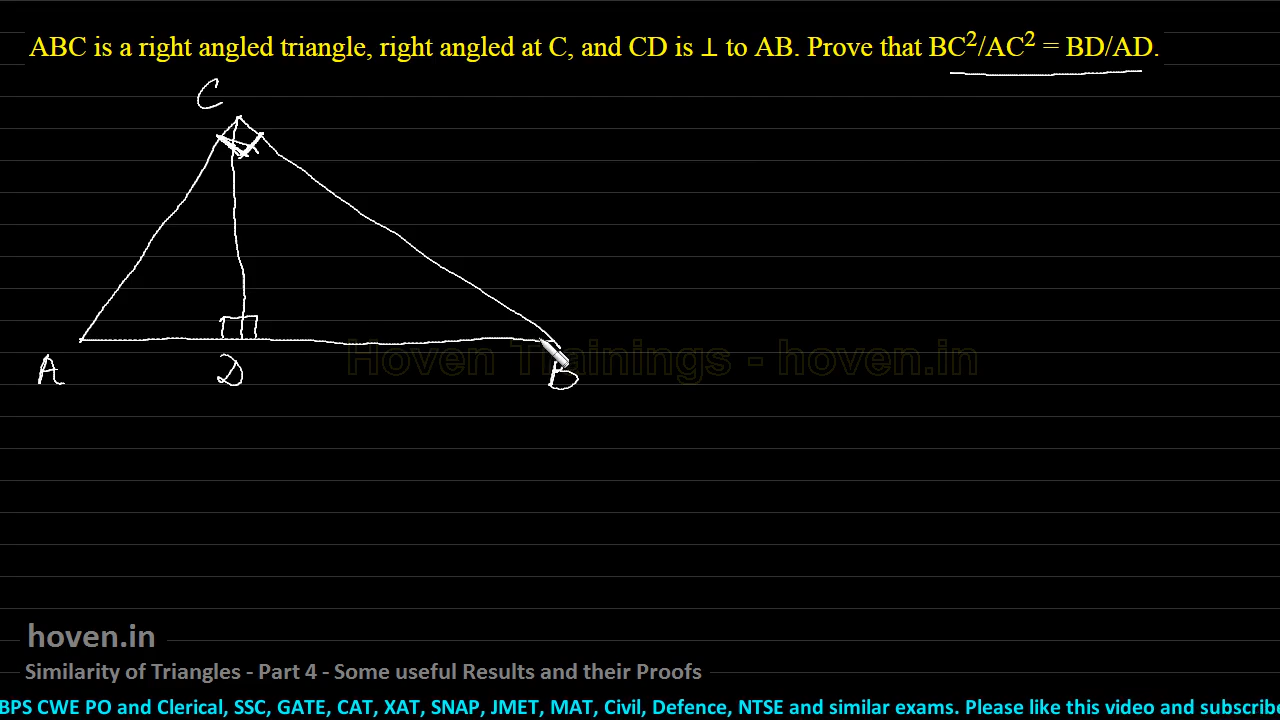 ABC is a right angled triangle, right angled at C, and CD is ⊥ to AB. Prove that BC²/AC² = BD/AD.
C
A D B
Hoven Trainings - hoven.in
hoven.in
Similarity of Triangles - Part 4 - Some useful Results and their Proofs
BPS CWE PO and Clerical, SSC, GATE, CAT, XAT, SNAP, JMET, MAT, Civil, Defence, NTSE and similar exams. Please like this video and subscribe